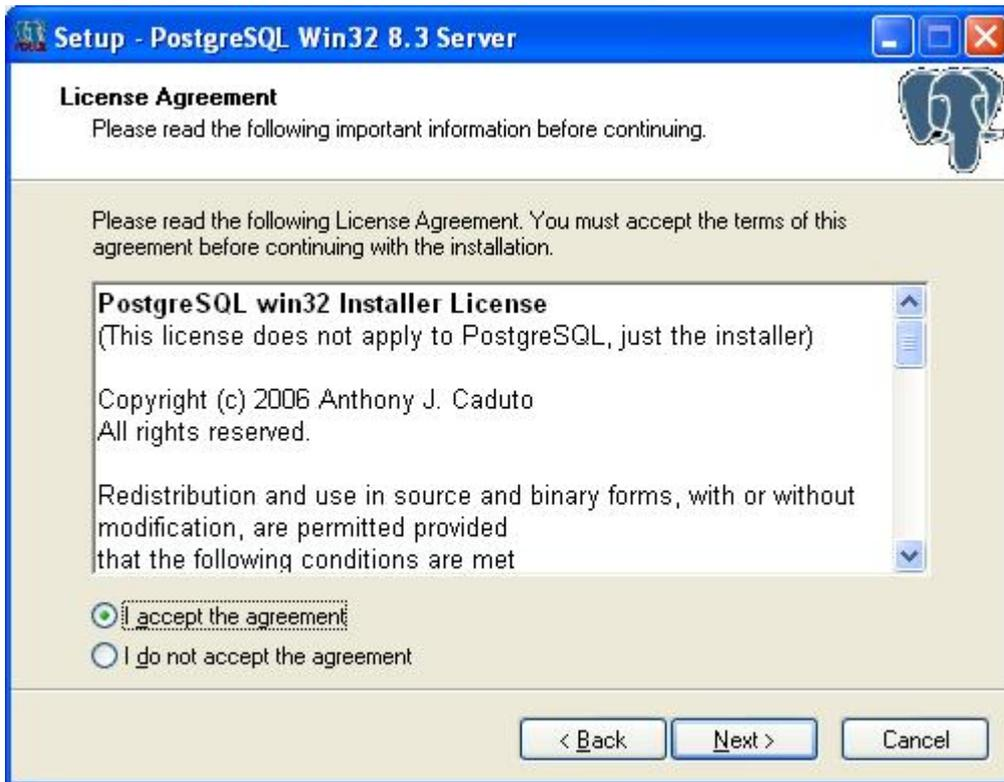 Setup - PostgreSQL Win32 8.3 Server
License Agreement
Please read the following important information before continuing.
Please read the following License Agreement. You must accept the terms of this
agreement before continuing with the installation.
PostgreSQL win32 Installer License
(This license does not apply to PostgreSQL, just the installer)
Copyright (c) 2006 Anthony J. Caduto
All rights reserved.
Redistribution and use in source and binary forms, with or without
modification, are permitted provided
that the following conditions are met
I accept the agreement
I do not accept the agreement
< Back
Next >
Cancel